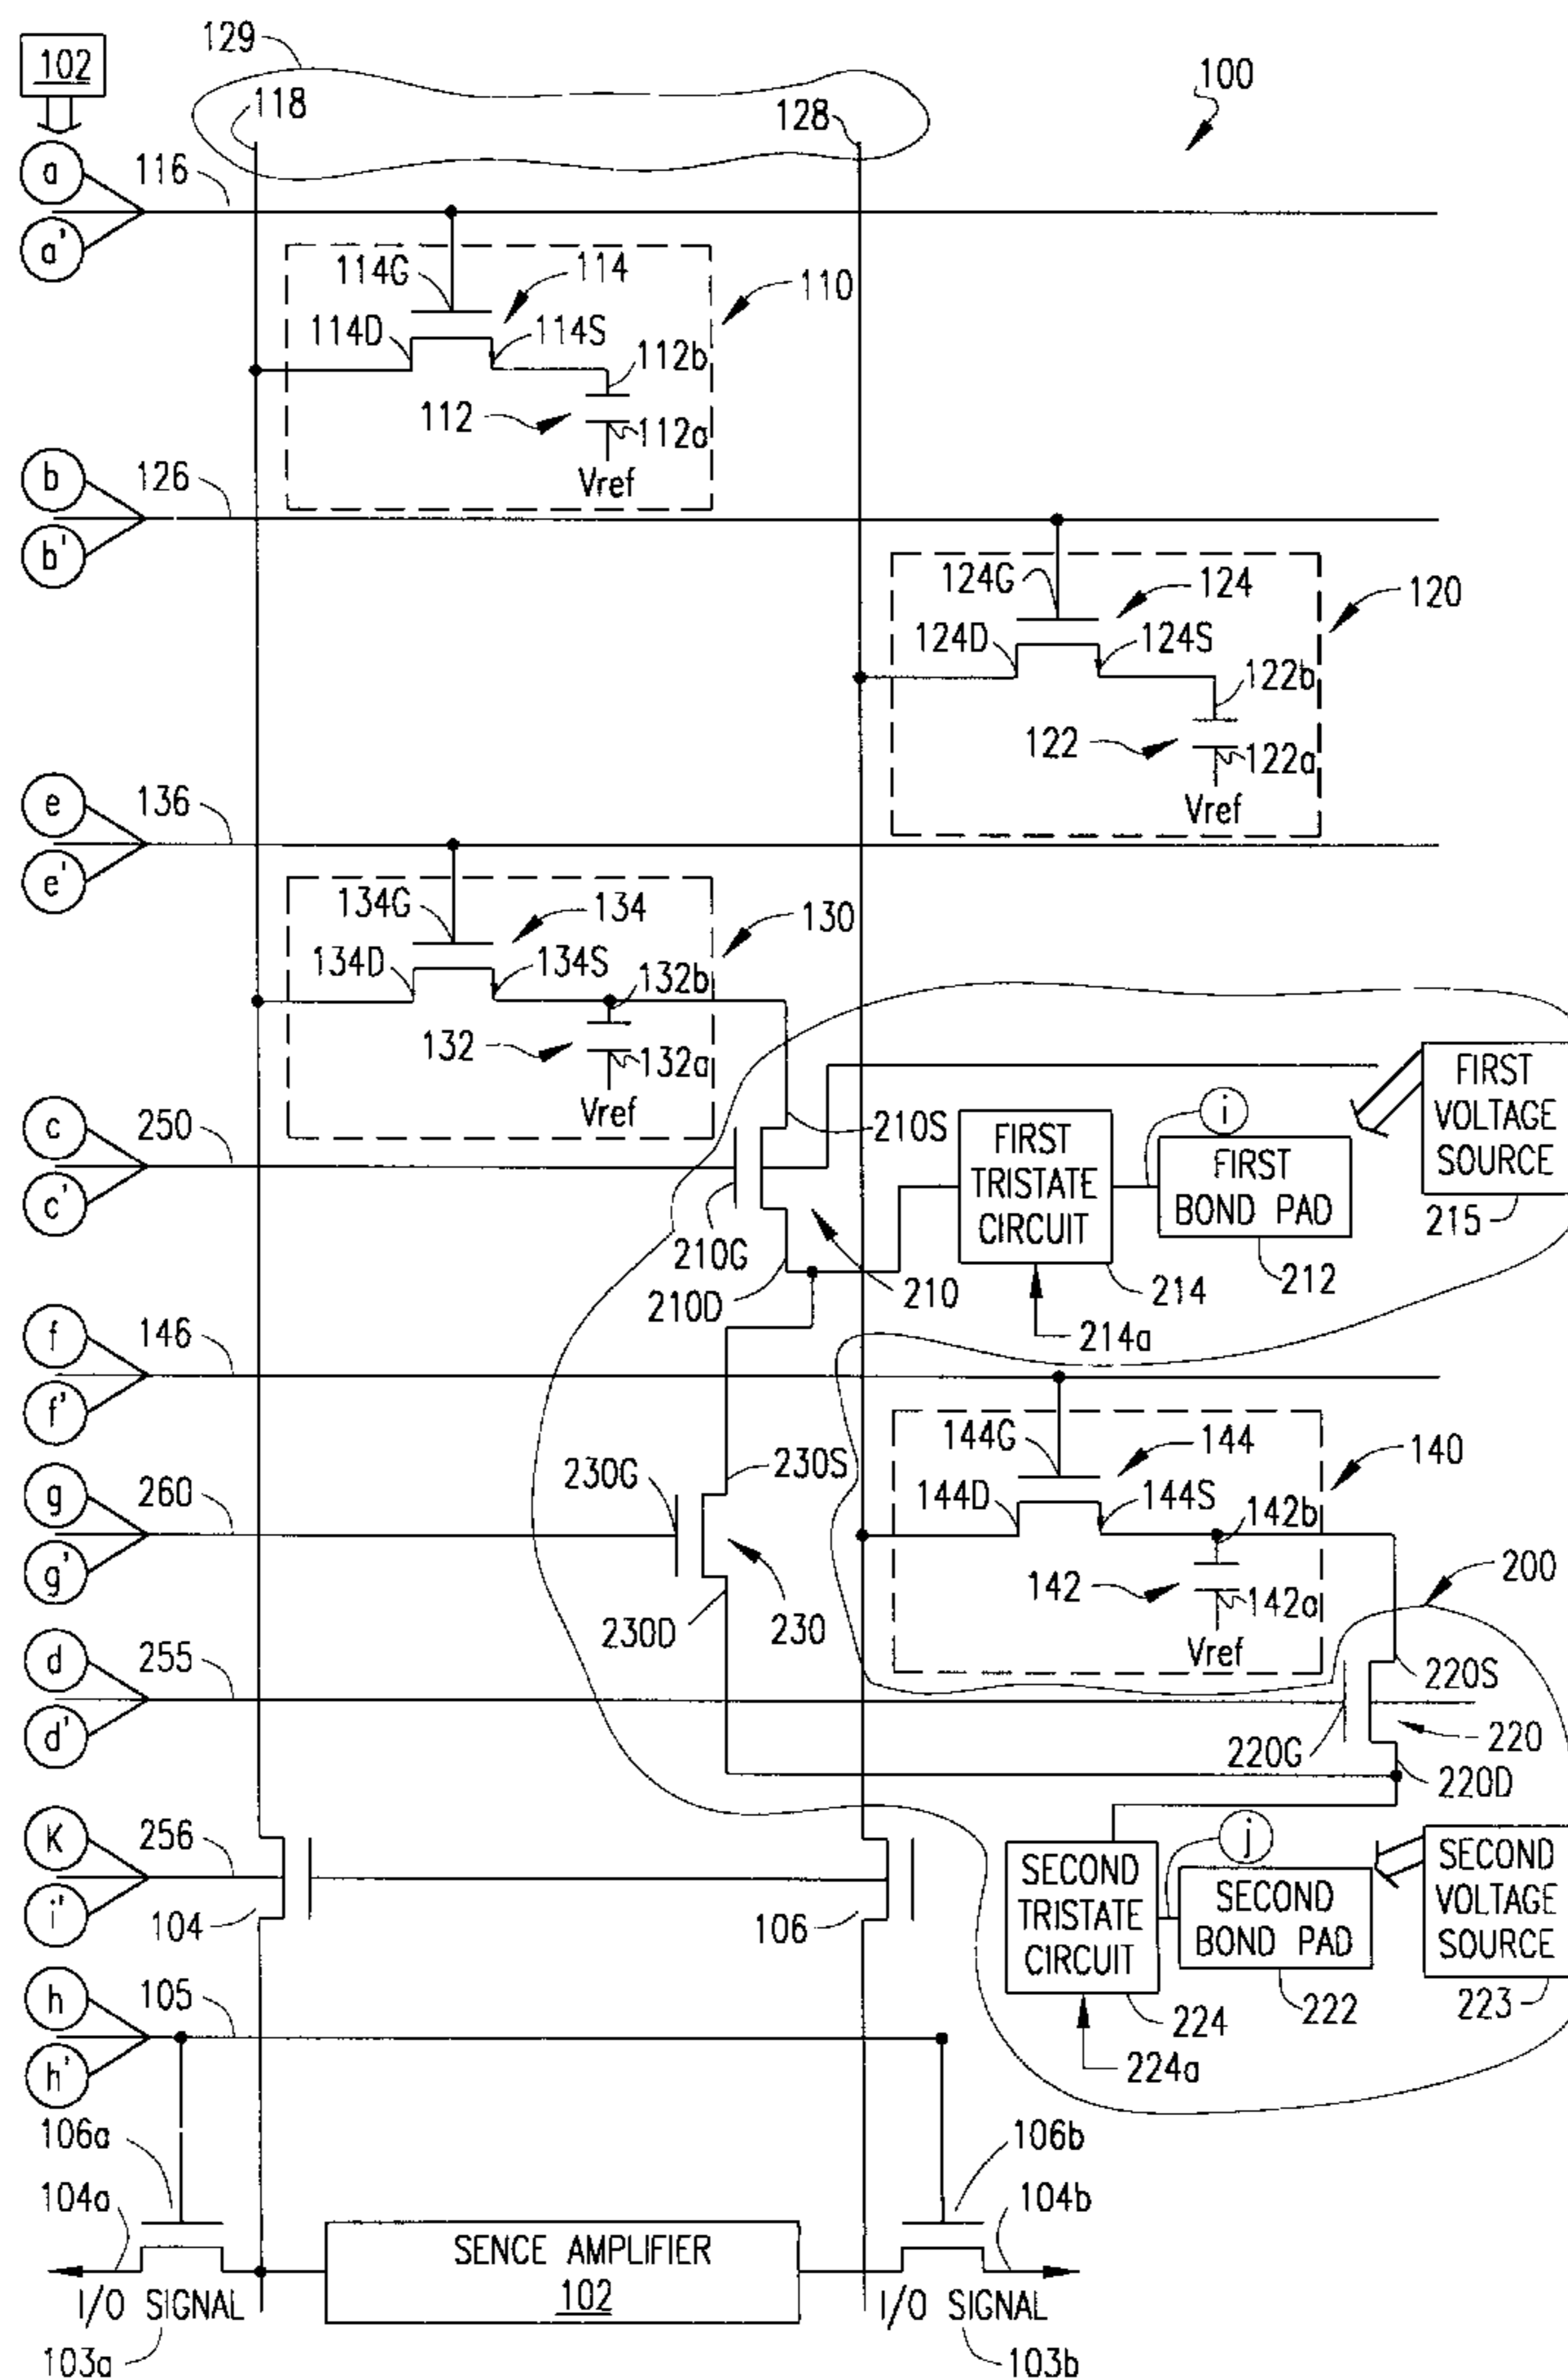 129
102
118
128
100
a
116
a'
114G
114
110
114D
114S
112b
112
112a
Vref
b
126
b'
124G
124
120
124D
124S
122b
122
122a
Vref
e
136
e'
134G
134
130
134D
134S
132b
132
132a
Vref
FIRST
VOLTAGE
SOURCE
215
c
250
c'
210S
FIRST
TRISTATE
CIRCUIT
i
FIRST
BOND PAD
210G
210D
210
214
212
214a
f
146
f'
144G
144
140
144D
144S
142b
142
142a
Vref
g
260
g'
230G
230S
230D
230
200
d
255
d'
220S
220G
220
220D
K
256
i'
104
106
SECOND
TRISTATE
CIRCUIT
j
SECOND
BOND PAD
SECOND
VOLTAGE
SOURCE
224
222
223
224a
h
105
h'
106a
106b
104a
104b
SENCE AMPLIFIER
102
I/O SIGNAL
I/O SIGNAL
103a
103b